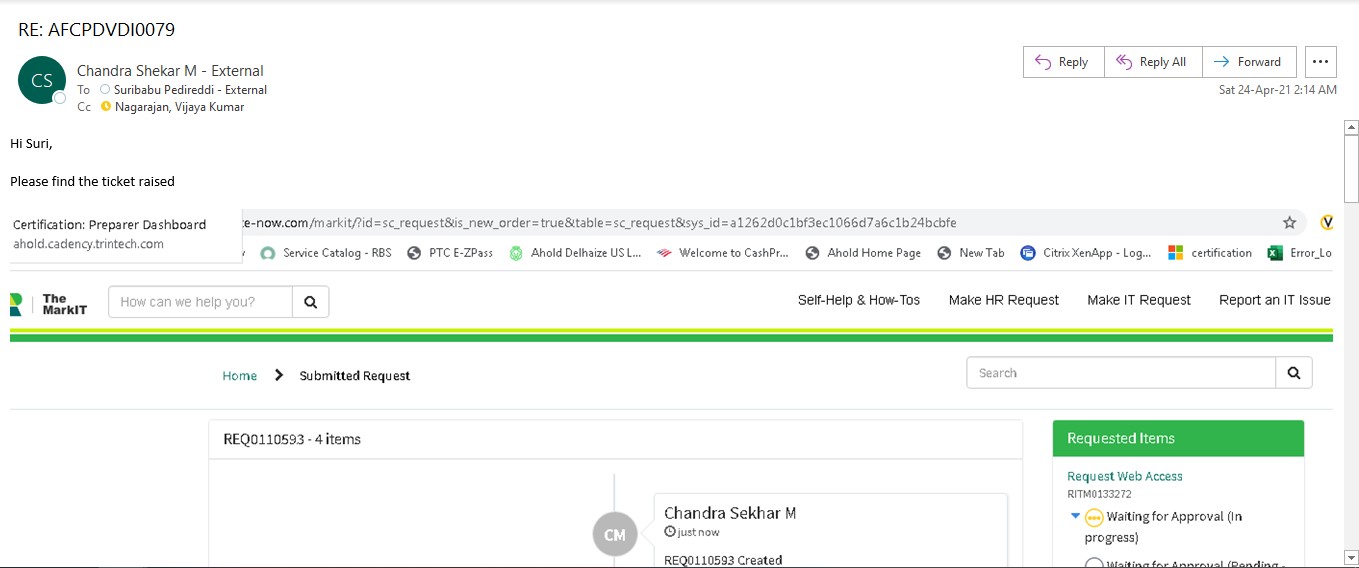 RE: AFCPDVDI0079
CS
Chandra Shekar M - External
To Suribabu Pedireddi - External
Cc Nagarajan, Vijaya Kumar
Reply
Reply All
Forward
Sat 24-Apr-21 2:14 AM
Hi Suri,
Please find the ticket raised
Certification: Preparer Dashboard
ahold.cadency.trintech.com
e-now.com/markit/?id=sc_request&is_new_order=true&table=sc_request&sys_id=a1262d0c1bf3ec1066d7a6c1b24bcbfe
Service Catalog - RBS
PTC E-ZPass
Ahold Delhaize US L...
Welcome to CashPr...
Ahold Home Page
New Tab
Citrix XenApp - Log...
certification
Error_Lo
R
The
MarkIT
How can we help you?
Self-Help & How-Tos
Make HR Request
Make IT Request
Report an IT Issue
Home > Submitted Request
Search
REQ0110593 - 4 items
CM
Chandra Sekhar M
just now
REQ0110593 Created
Requested Items
Request Web Access
RITM0133272
Waiting for Approval (In
progress)
Waiting for Approval (Pending -